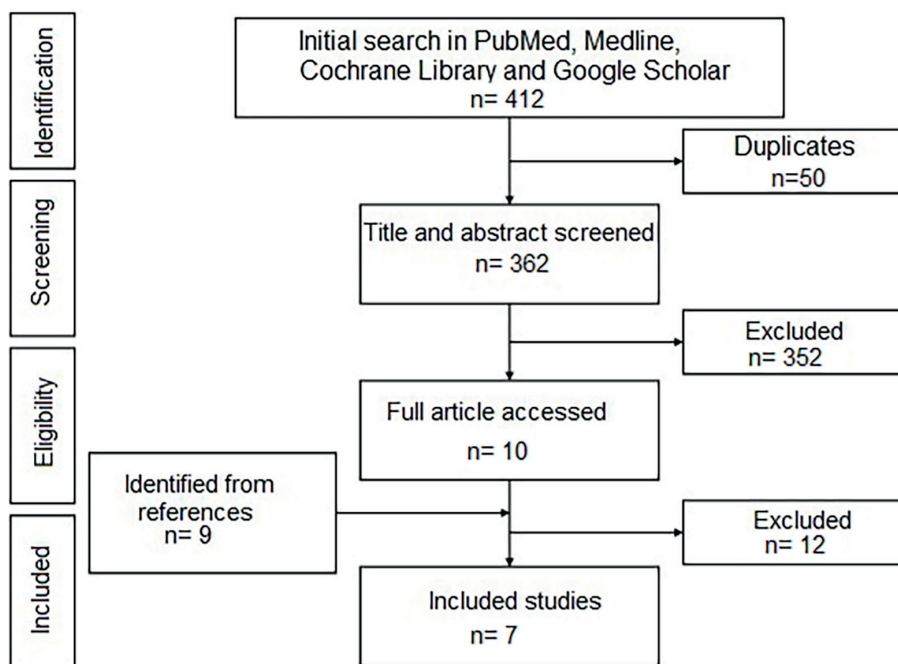 Identification
Initial search in PubMed, Medline,
Cochrane Library and Google Scholar
n= 412
Duplicates
n=50
Screening
Title and abstract screened
n= 362
Excluded
n= 352
Eligibility
Full article accessed
n= 10
Identified from
references
n= 9
Excluded
n= 12
Included
Included studies
n= 7